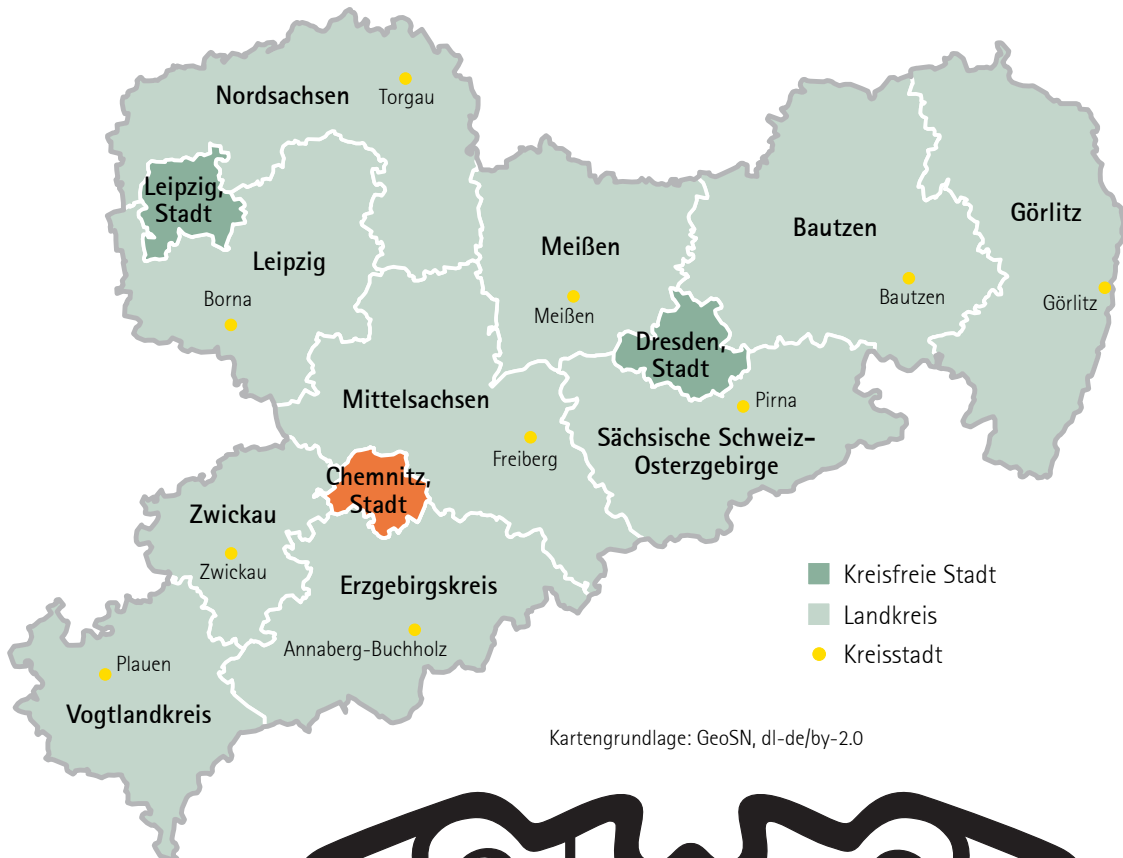 Nordsachsen
Torgau
Leipzig,
Stadt
Leipzig
Borna
Meißen
Meißen
Bautzen
Bautzen
Görlitz
Görlitz
Dresden,
Stadt
Mittelsachsen
Freiberg
Pirna
Sächsische Schweiz-
Osterzgebirge
Chemnitz,
Stadt
Zwickau
Zwickau
Erzgebirgskreis
Annaberg-Buchholz
Plauen
Vogtlandkreis
Kreisfreie Stadt
Landkreis
Kreisstadt
Kartengrundlage: GeoSN, dl-de/by-2.0